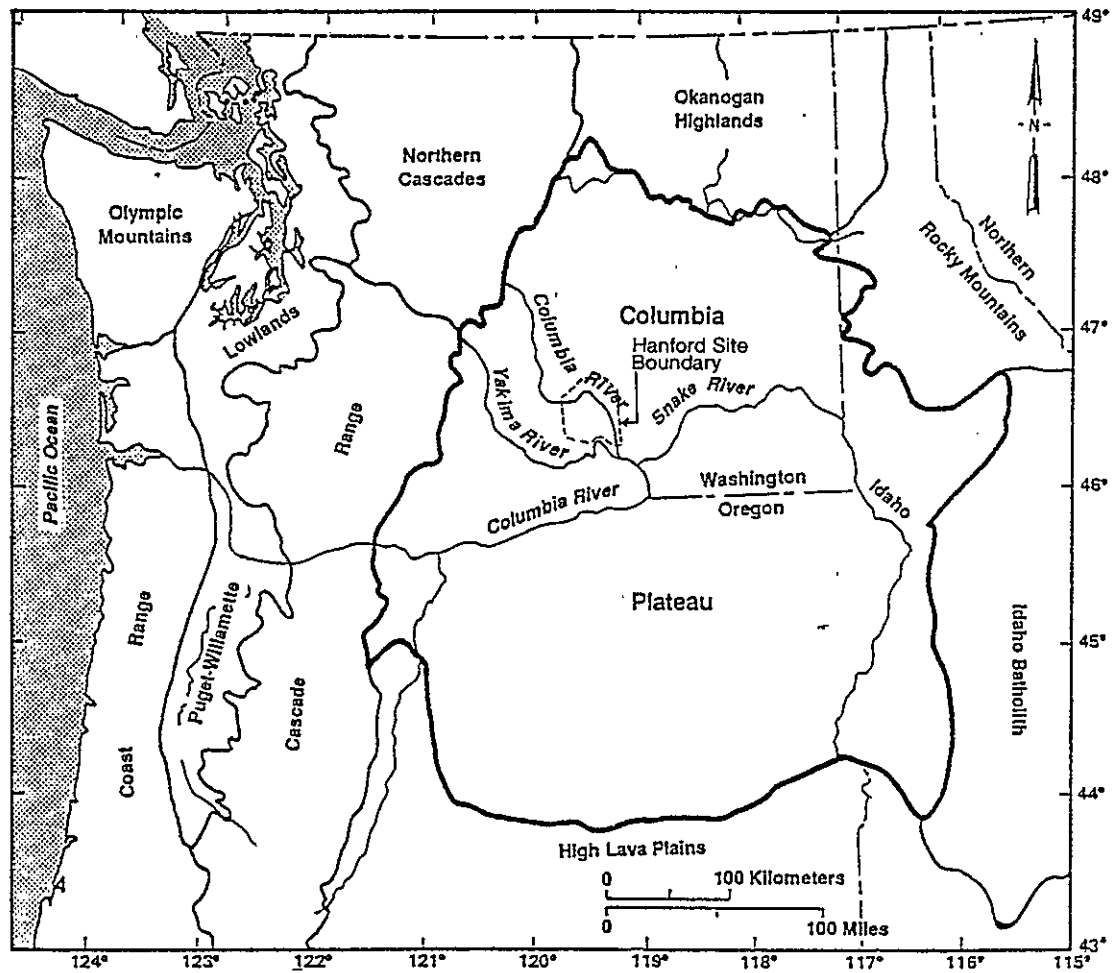 49°
Okanogan
Highlands
Northern
Cascades
N
48°
Olympic
Mountains
Northern
Rocky Mountains
47°
Lowlands
Columbia
Columbia
River
Hanford Site
Boundary
Yakima River
Snake River
Range
Pacific Ocean
46°
Washington
Oregon
Idaho
Columbia River
Plateau
Range
Puget-Willamette
45°
Idaho Batholith
Cascade
Coast
44°
High Lava Plains
0 100 Kilometers
0 100 Miles
43°
124° 123° 122° 121° 120° 119° 118° 117° 116° 115°